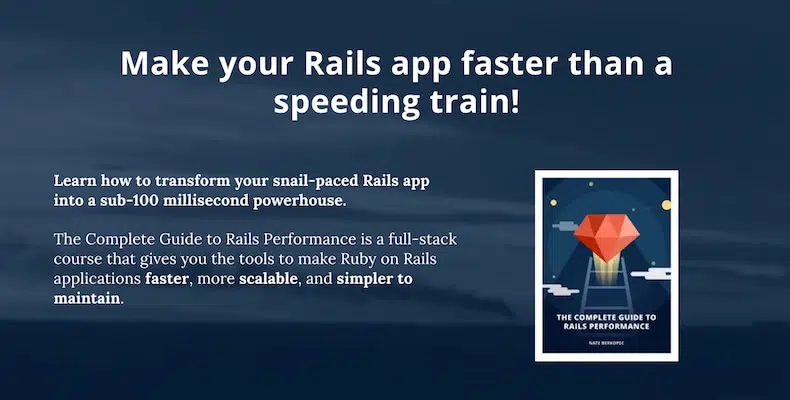 Make your Rails app faster than a
speeding train!
Learn how to transform your snail-paced Rails app
into a sub-100 millisecond powerhouse.
The Complete Guide to Rails Performance is a full-stack
course that gives you the tools to make Ruby on Rails
applications faster, more scalable, and simpler to
maintain.
THE COMPLETE GUIDE TO
RAILS PERFORMANCE
NATE BERKOPEC